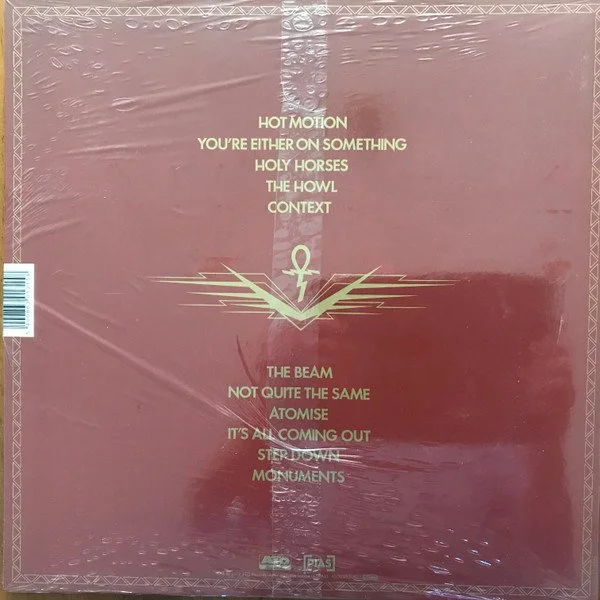 HOT MOTION
YOU'RE EITHER ON SOMETHING
HOLY HORSES
THE HOWL
CONTEXT
THE BEAM
NOT QUITE THE SAME
ATOMISE
IT'S ALL COMING OUT
STEP DOWN
MONUMENTS
PIAS